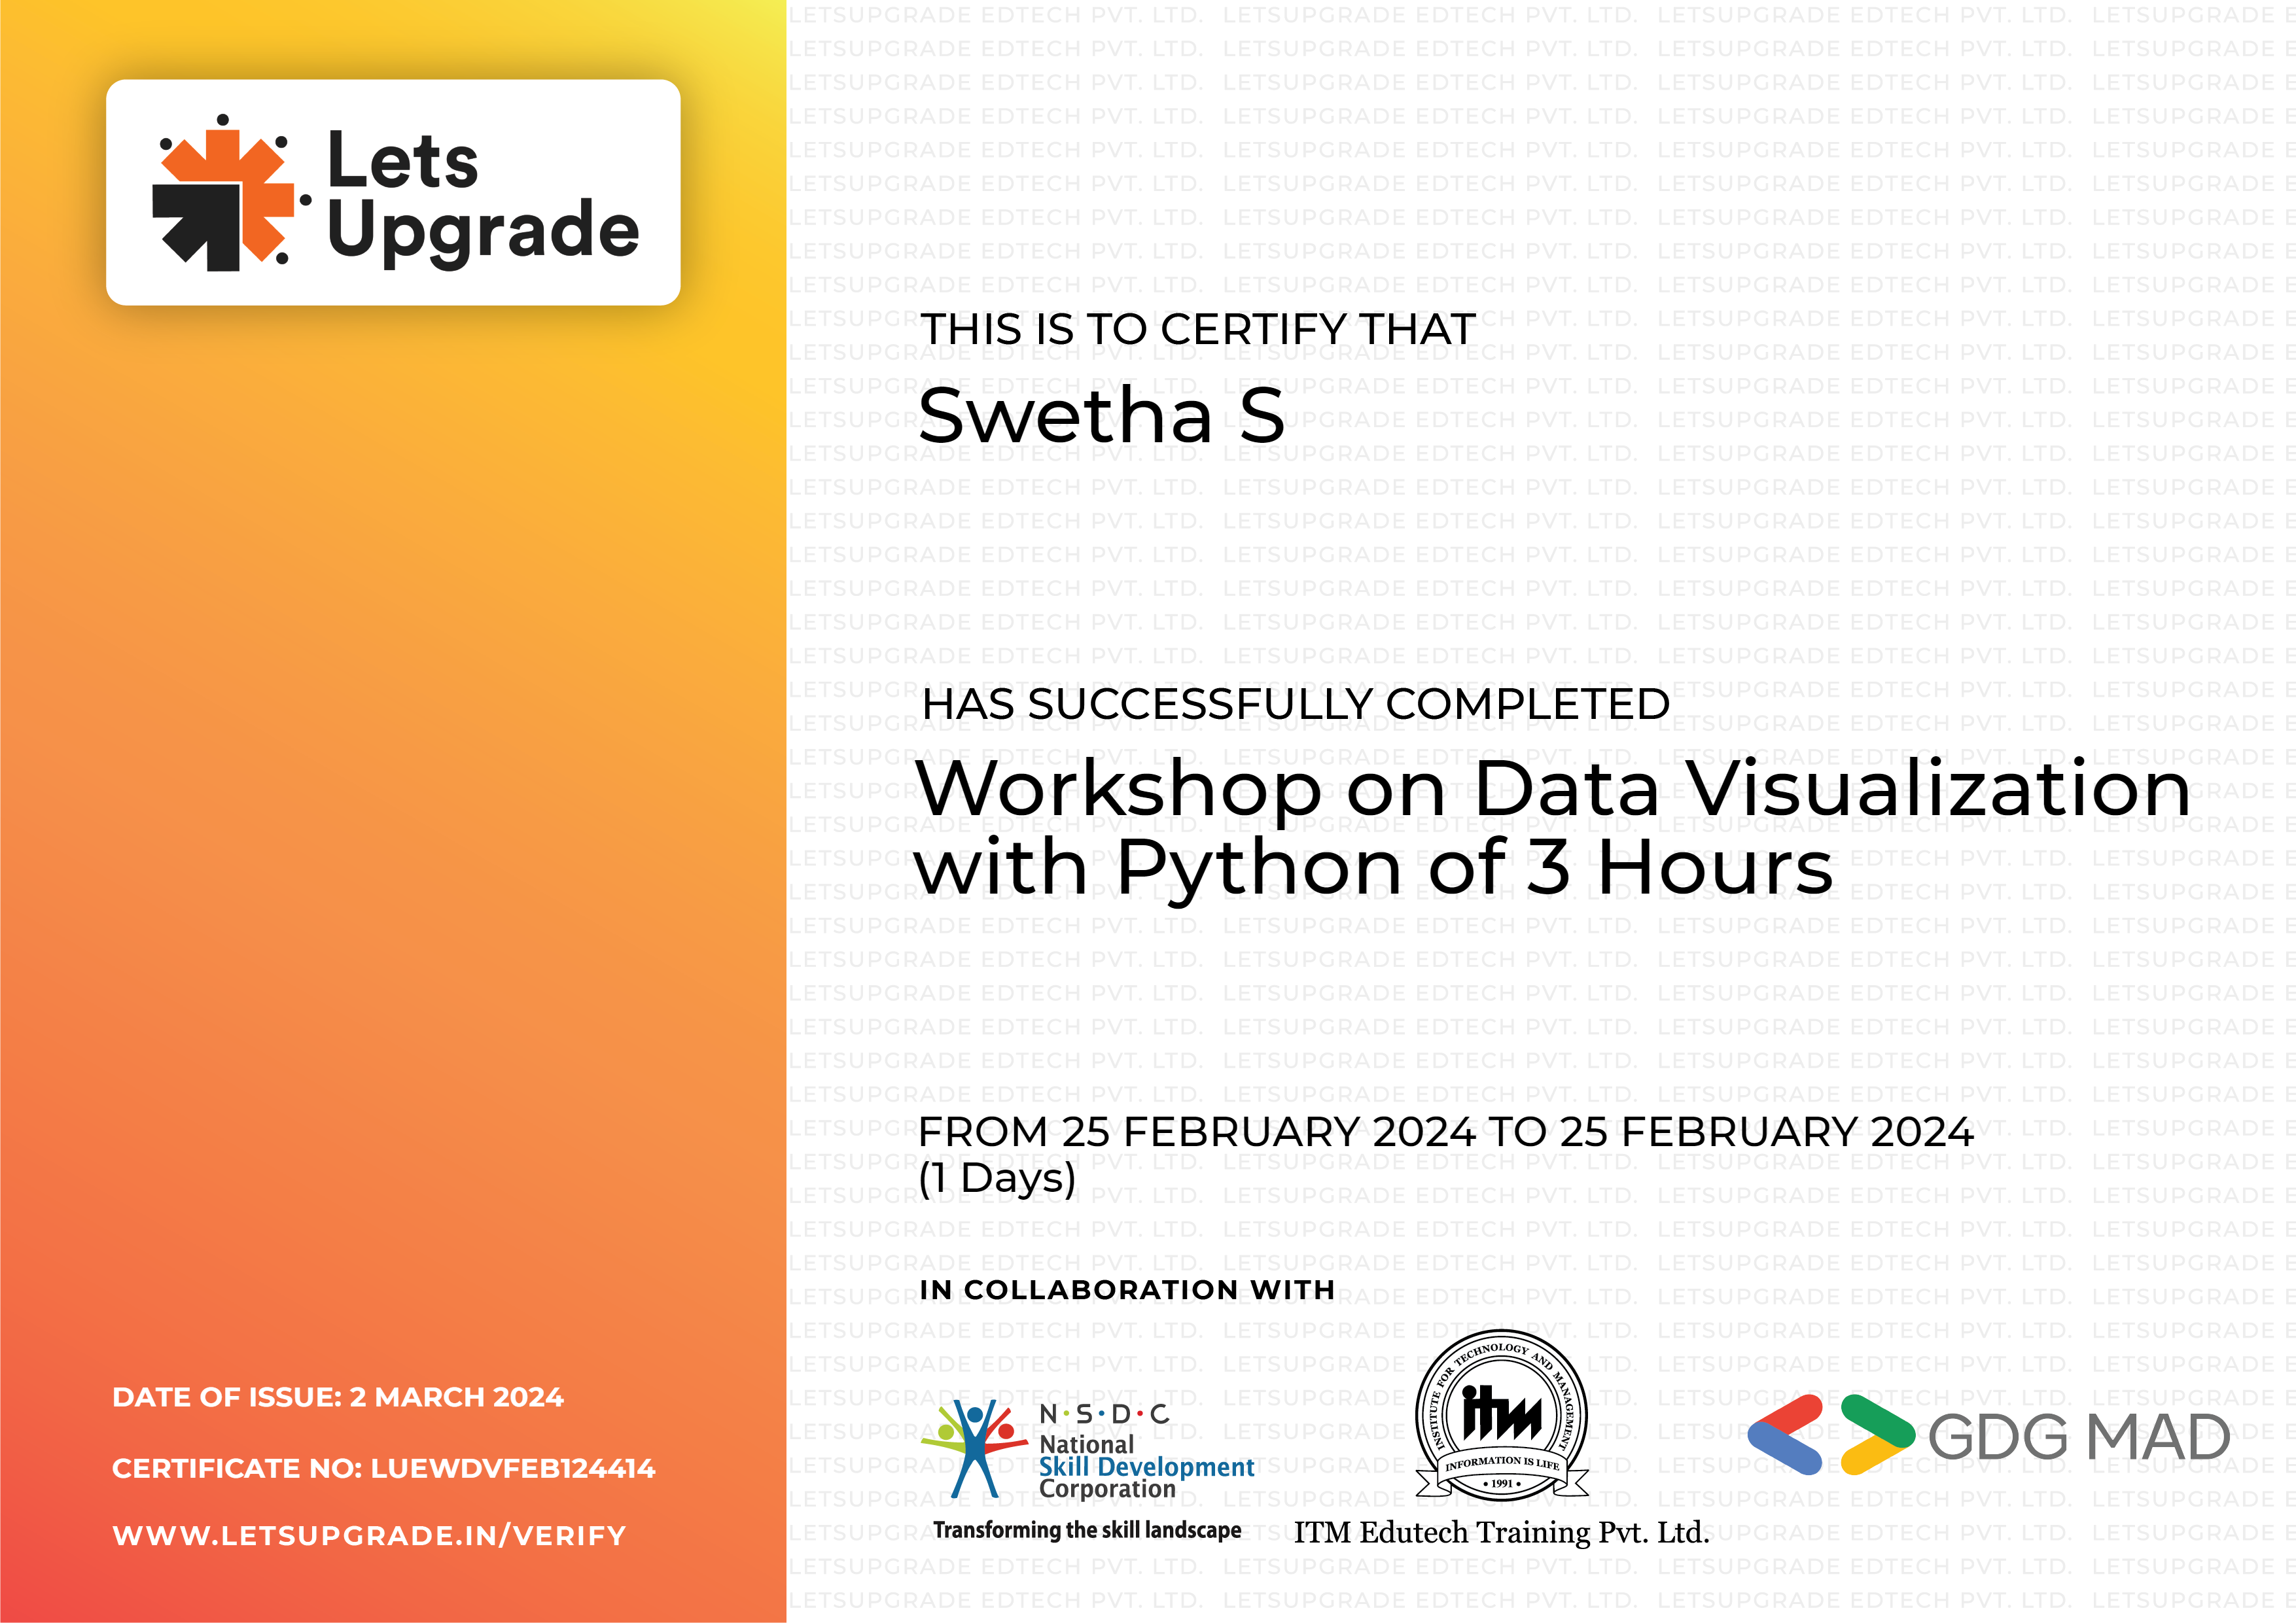 Lets
Upgrade
THIS IS TO CERTIFY THAT
Swetha S
HAS SUCCESSFULLY COMPLETED
Workshop on Data Visualization
with Python of 3 Hours
FROM 25 FEBRUARY 2024 TO 25 FEBRUARY 2024
(1 Days)
IN COLLABORATION WITH
N·S·D·C
National
Skill Development
Corporation
Transforming the skill landscape
INSTITUTE FOR TECHNOLOGY AND MANAGEMENT
itm
INFORMATION IS LIFE
• 1991 •
ITM Edutech Training Pvt. Ltd.
GDG MAD
DATE OF ISSUE: 2 MARCH 2024
CERTIFICATE NO: LUEWDVFEB124414
WWW.LETSUPGRADE.IN/VERIFY
LETSUPGRADE EDTECH PVT. LTD.